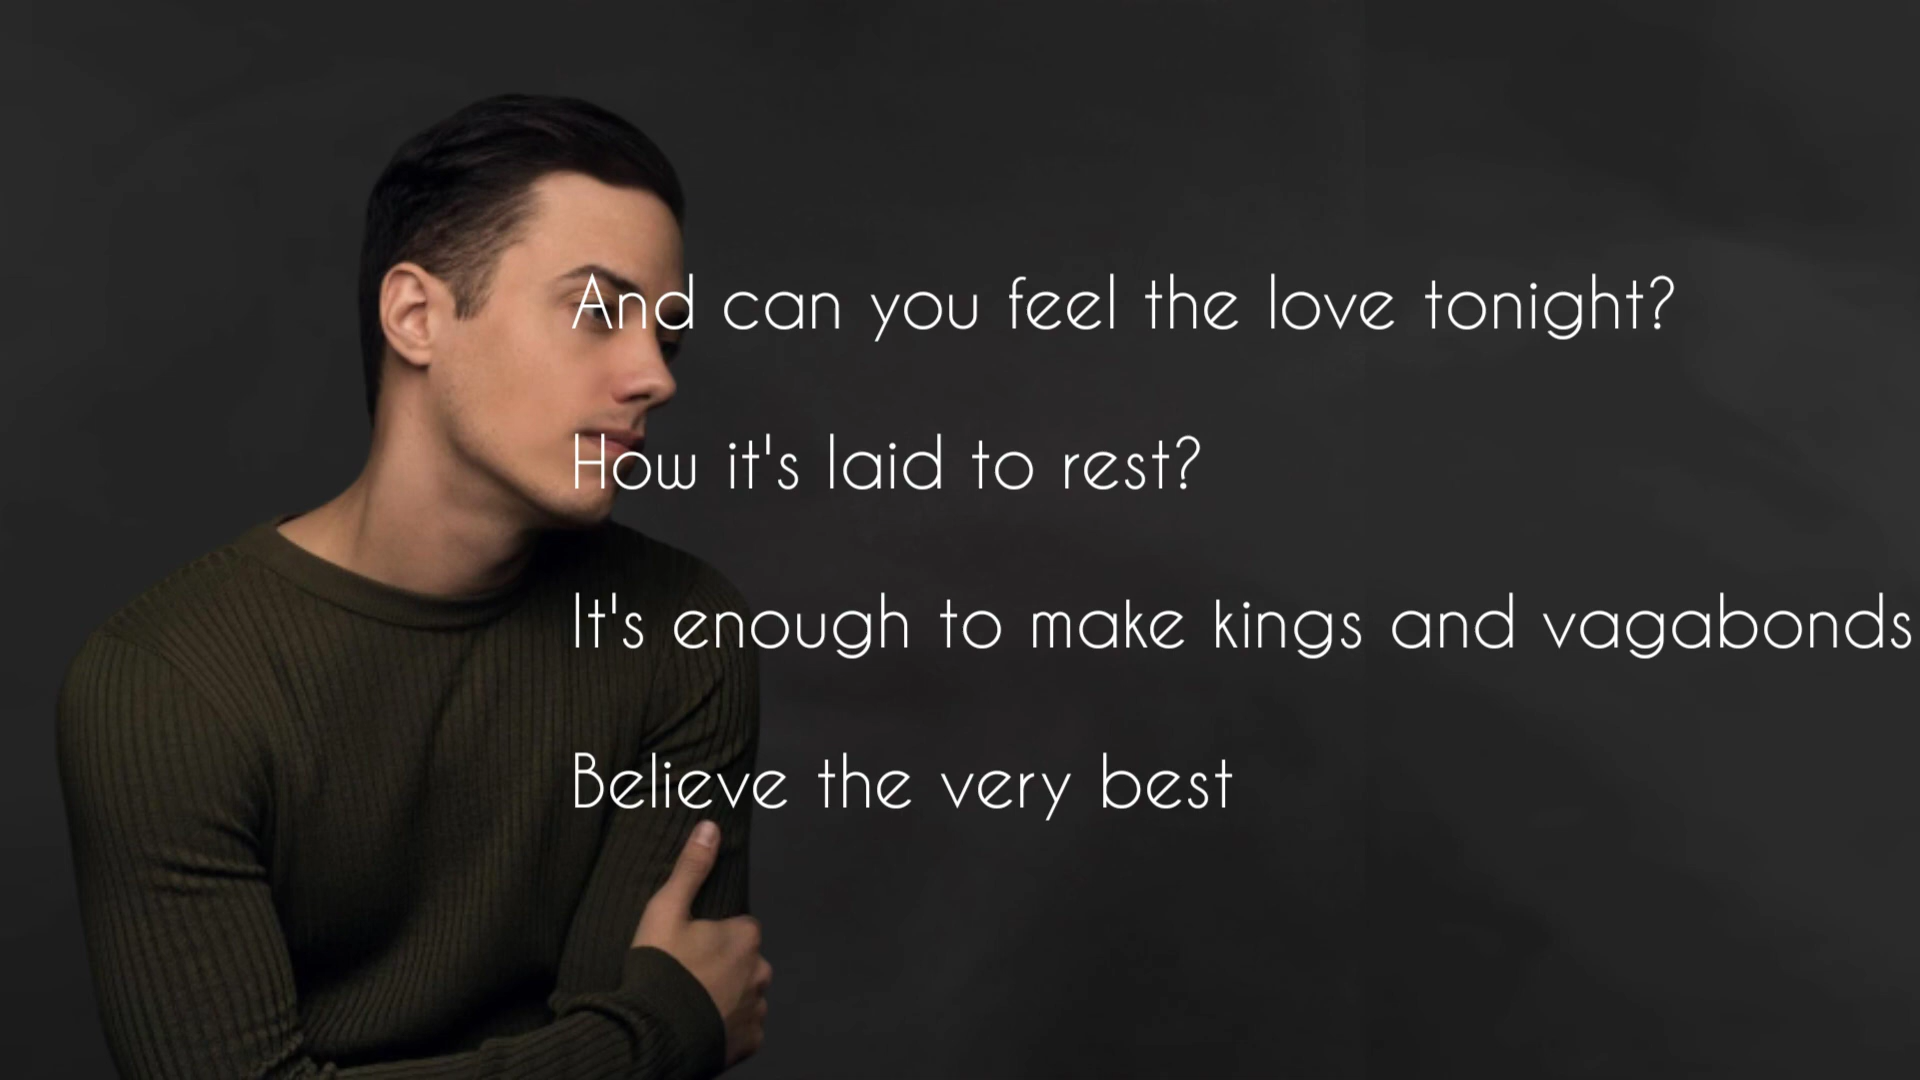 And can you feel the love tonight?
How it's laid to rest?
It's enough to make kings and vagabonds
Believe the very best